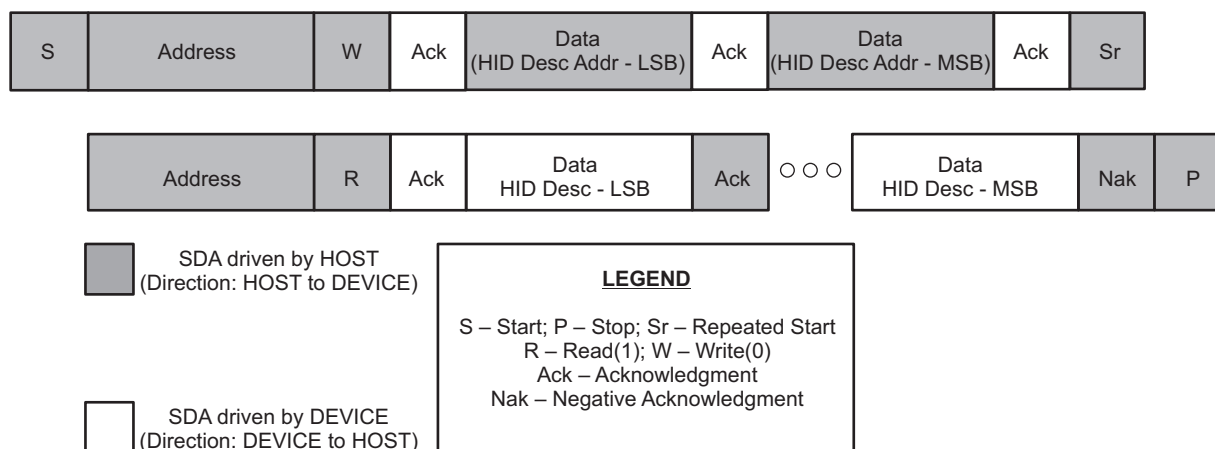 S Address W Ack Data (HID Desc Addr - LSB) Ack Data (HID Desc Addr - MSB) Ack Sr
Address R Ack Data HID Desc - LSB Ack ○○○ Data HID Desc - MSB Nak P
SDA driven by HOST
(Direction: HOST to DEVICE)
LEGEND
S – Start; P – Stop; Sr – Repeated Start
R – Read(1); W – Write(0)
Ack – Acknowledgment
Nak – Negative Acknowledgment
SDA driven by DEVICE
(Direction: DEVICE to HOST)